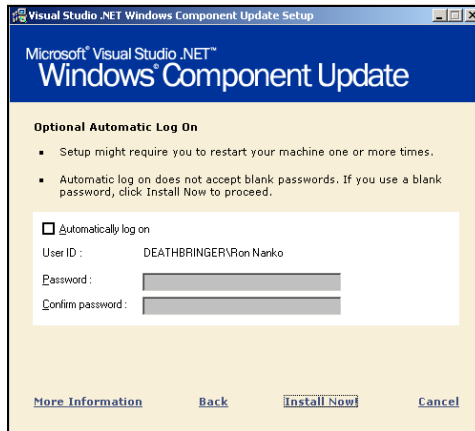 Visual Studio .NET Windows Component Update Setup
Microsoft® Visual Studio .NET™
Windows® Component Update
Optional Automatic Log On
▪ Setup might require you to restart your machine one or more times.
▪ Automatic log on does not accept blank passwords. If you use a blank
password, click Install Now to proceed.
Automatically log on
User ID : DEATHBRINGER\Ron Nanko
Password :
Confirm password :
More Information Back Install Now! Cancel